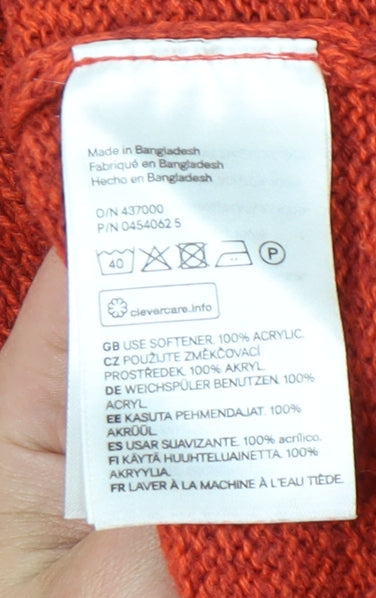 Made in Bangladesh
Fabriqué en Bangladesh
Hecho en Bangladesh
O/N 437000
P/N 0454062 5
40 P
clevercare.info
GB USE SOFTENER. 100% ACRYLIC.
CZ POUŽIJTE ZMĚKČOVACÍ
PROSTŘEDEK. 100% AKRYL.
DE WEICHSPÜLER BENUTZEN. 100%
ACRYL.
EE KASUTA PEHMENDAJAT. 100%
AKRÜÜL.
ES USAR SUAVIZANTE. 100% acrílico.
FI KÄYTÄ HUUHTELUAINETTA. 100%
AKRYYLIA.
FR LAVER À LA MACHINE À L'EAU TIÈDE.